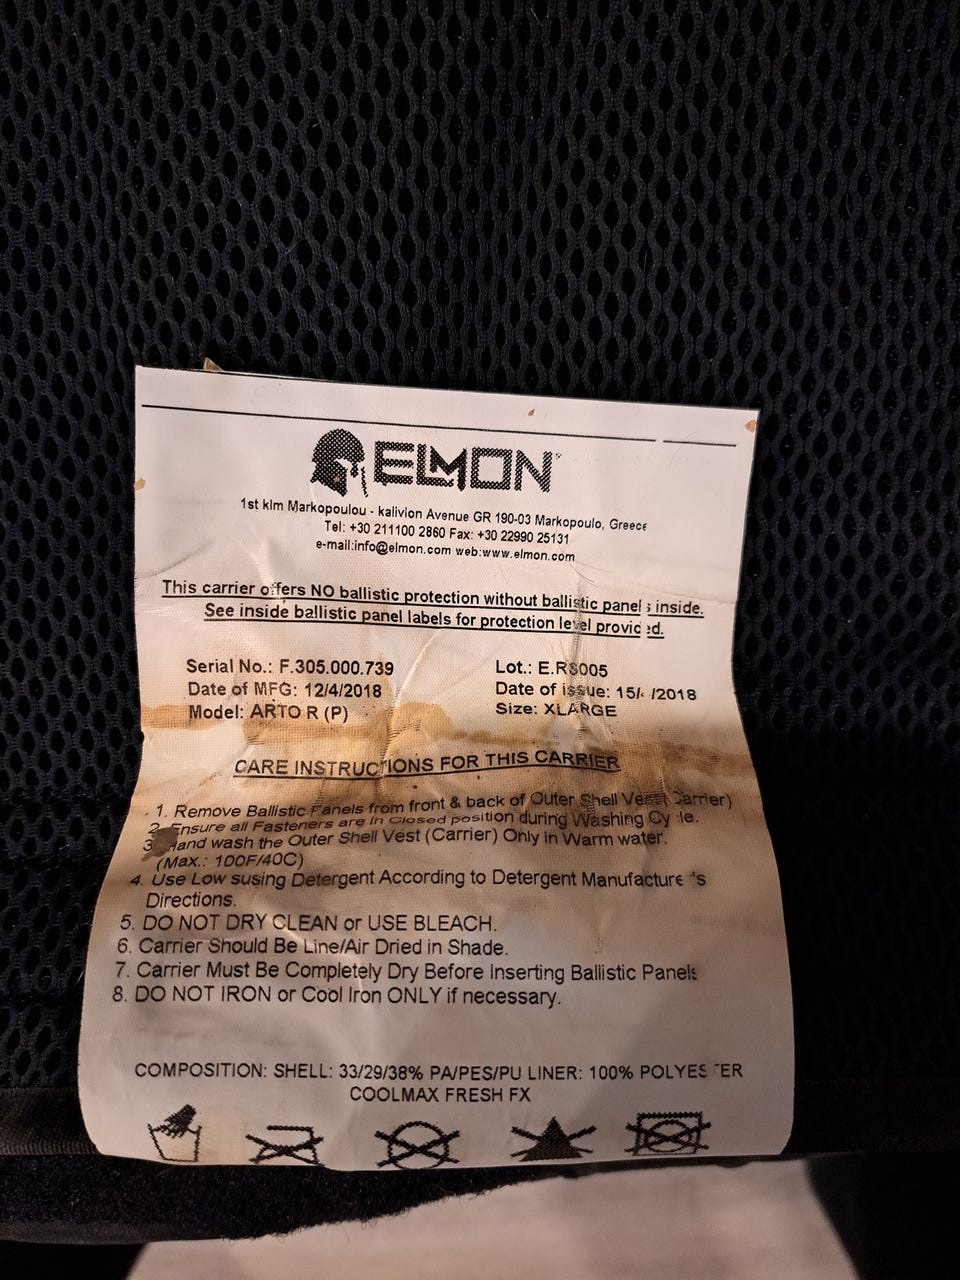 ELMON
1st klm Markopoulou - kalivion Avenue GR 190-03 Markopoulo, Greece
Tel: +30 211100 2860 Fax: +30 22990 25131
e-mail:info@elmon.com web:www.elmon.com
This carrier offers NO ballistic protection without ballistic panels inside.
See inside ballistic panel labels for protection level provided.
Serial No.: F.305.000.739 Lot.: E.RS005
Date of MFG: 12/4/2018 Date of issue: 15/ /2018
Model: ARTO R (P) Size: XLARGE
CARE INSTRUCTIONS FOR THIS CARRIER
1. Remove Ballistic Panels from front & back of Outer Shell Vest (Carrier)
2. Ensure all Fasteners are in Closed position during Washing Cycle.
3. Hand wash the Outer Shell Vest (Carrier) Only in Warm water.
(Max.: 100F/40C)
4. Use Low susing Detergent According to Detergent Manufacture 's
Directions.
5. DO NOT DRY CLEAN or USE BLEACH.
6. Carrier Should Be Line/Air Dried in Shade.
7. Carrier Must Be Completely Dry Before Inserting Ballistic Panels
8. DO NOT IRON or Cool Iron ONLY if necessary.
COMPOSITION: SHELL: 33/29/38% PA/PES/PU LINER: 100% POLYESTER
COOLMAX FRESH FX